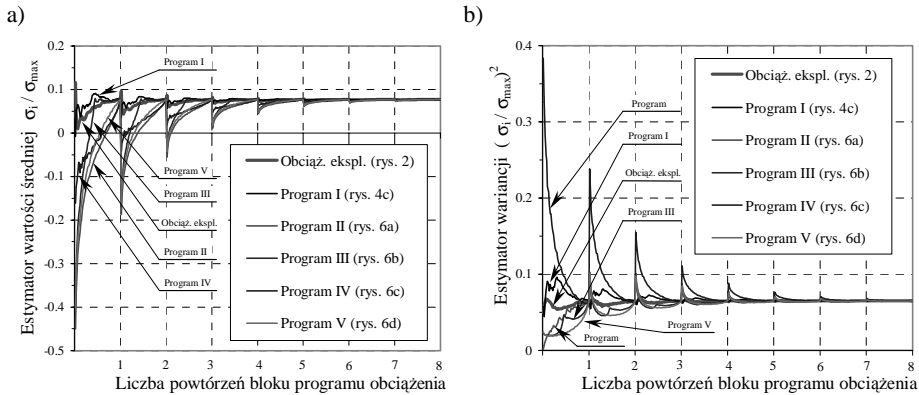 a)
Estymator wartości średniej σi / σmax
0.2
0.1
0
-0.1
-0.2
-0.3
-0.4
-0.5
Program I
Program V
Program III
Obciąż. ekspl.
Program II
Program IV
Obciąż. ekspl. (rys. 2)
Program I (rys. 4c)
Program II (rys. 6a)
Program III (rys. 6b)
Program IV (rys. 6c)
Program V (rys. 6d)
0 1 2 3 4 5 6 7 8
Liczba powtórzeń bloku programu obciążenia
b)
Estymator wariancji ( σi / σmax)²
0.4
0.3
0.2
0.1
0
Program
Program I
Obciąż. ekspl.
Program III
Program V
Program
Obciąż. ekspl. (rys. 2)
Program I (rys. 4c)
Program II (rys. 6a)
Program III (rys. 6b)
Program IV (rys. 6c)
Program V (rys. 6d)
0 1 2 3 4 5 6 7 8
Liczba powtórzeń bloku programu obciążenia